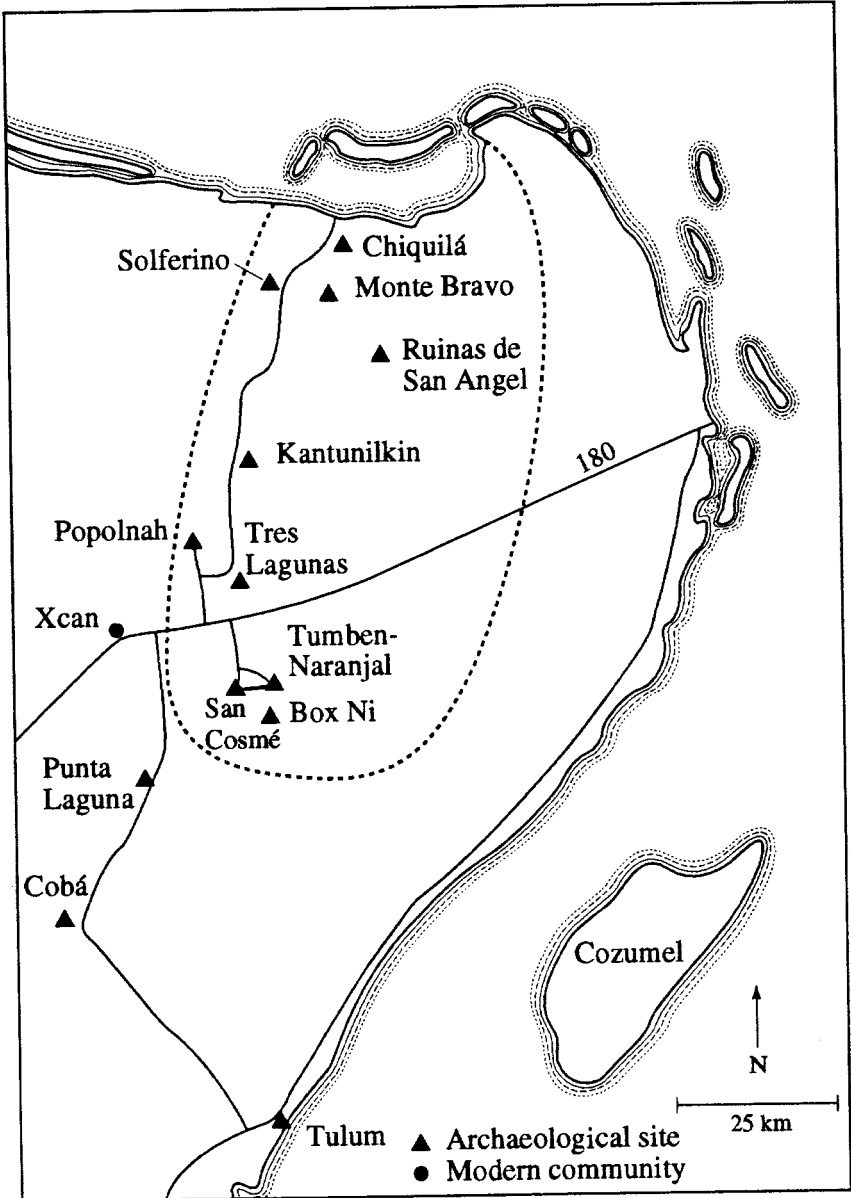 Solferino
Chiquilá
Monte Bravo
Ruinas de
San Angel
Kantunilkin
180
Popolnah
Tres
Lagunas
Xcan
Tumben-
Naranjal
San
Cosmé
Box Ni
Punta
Laguna
Cobá
Cozumel
N
25 km
Tulum
Archaeological site
Modern community